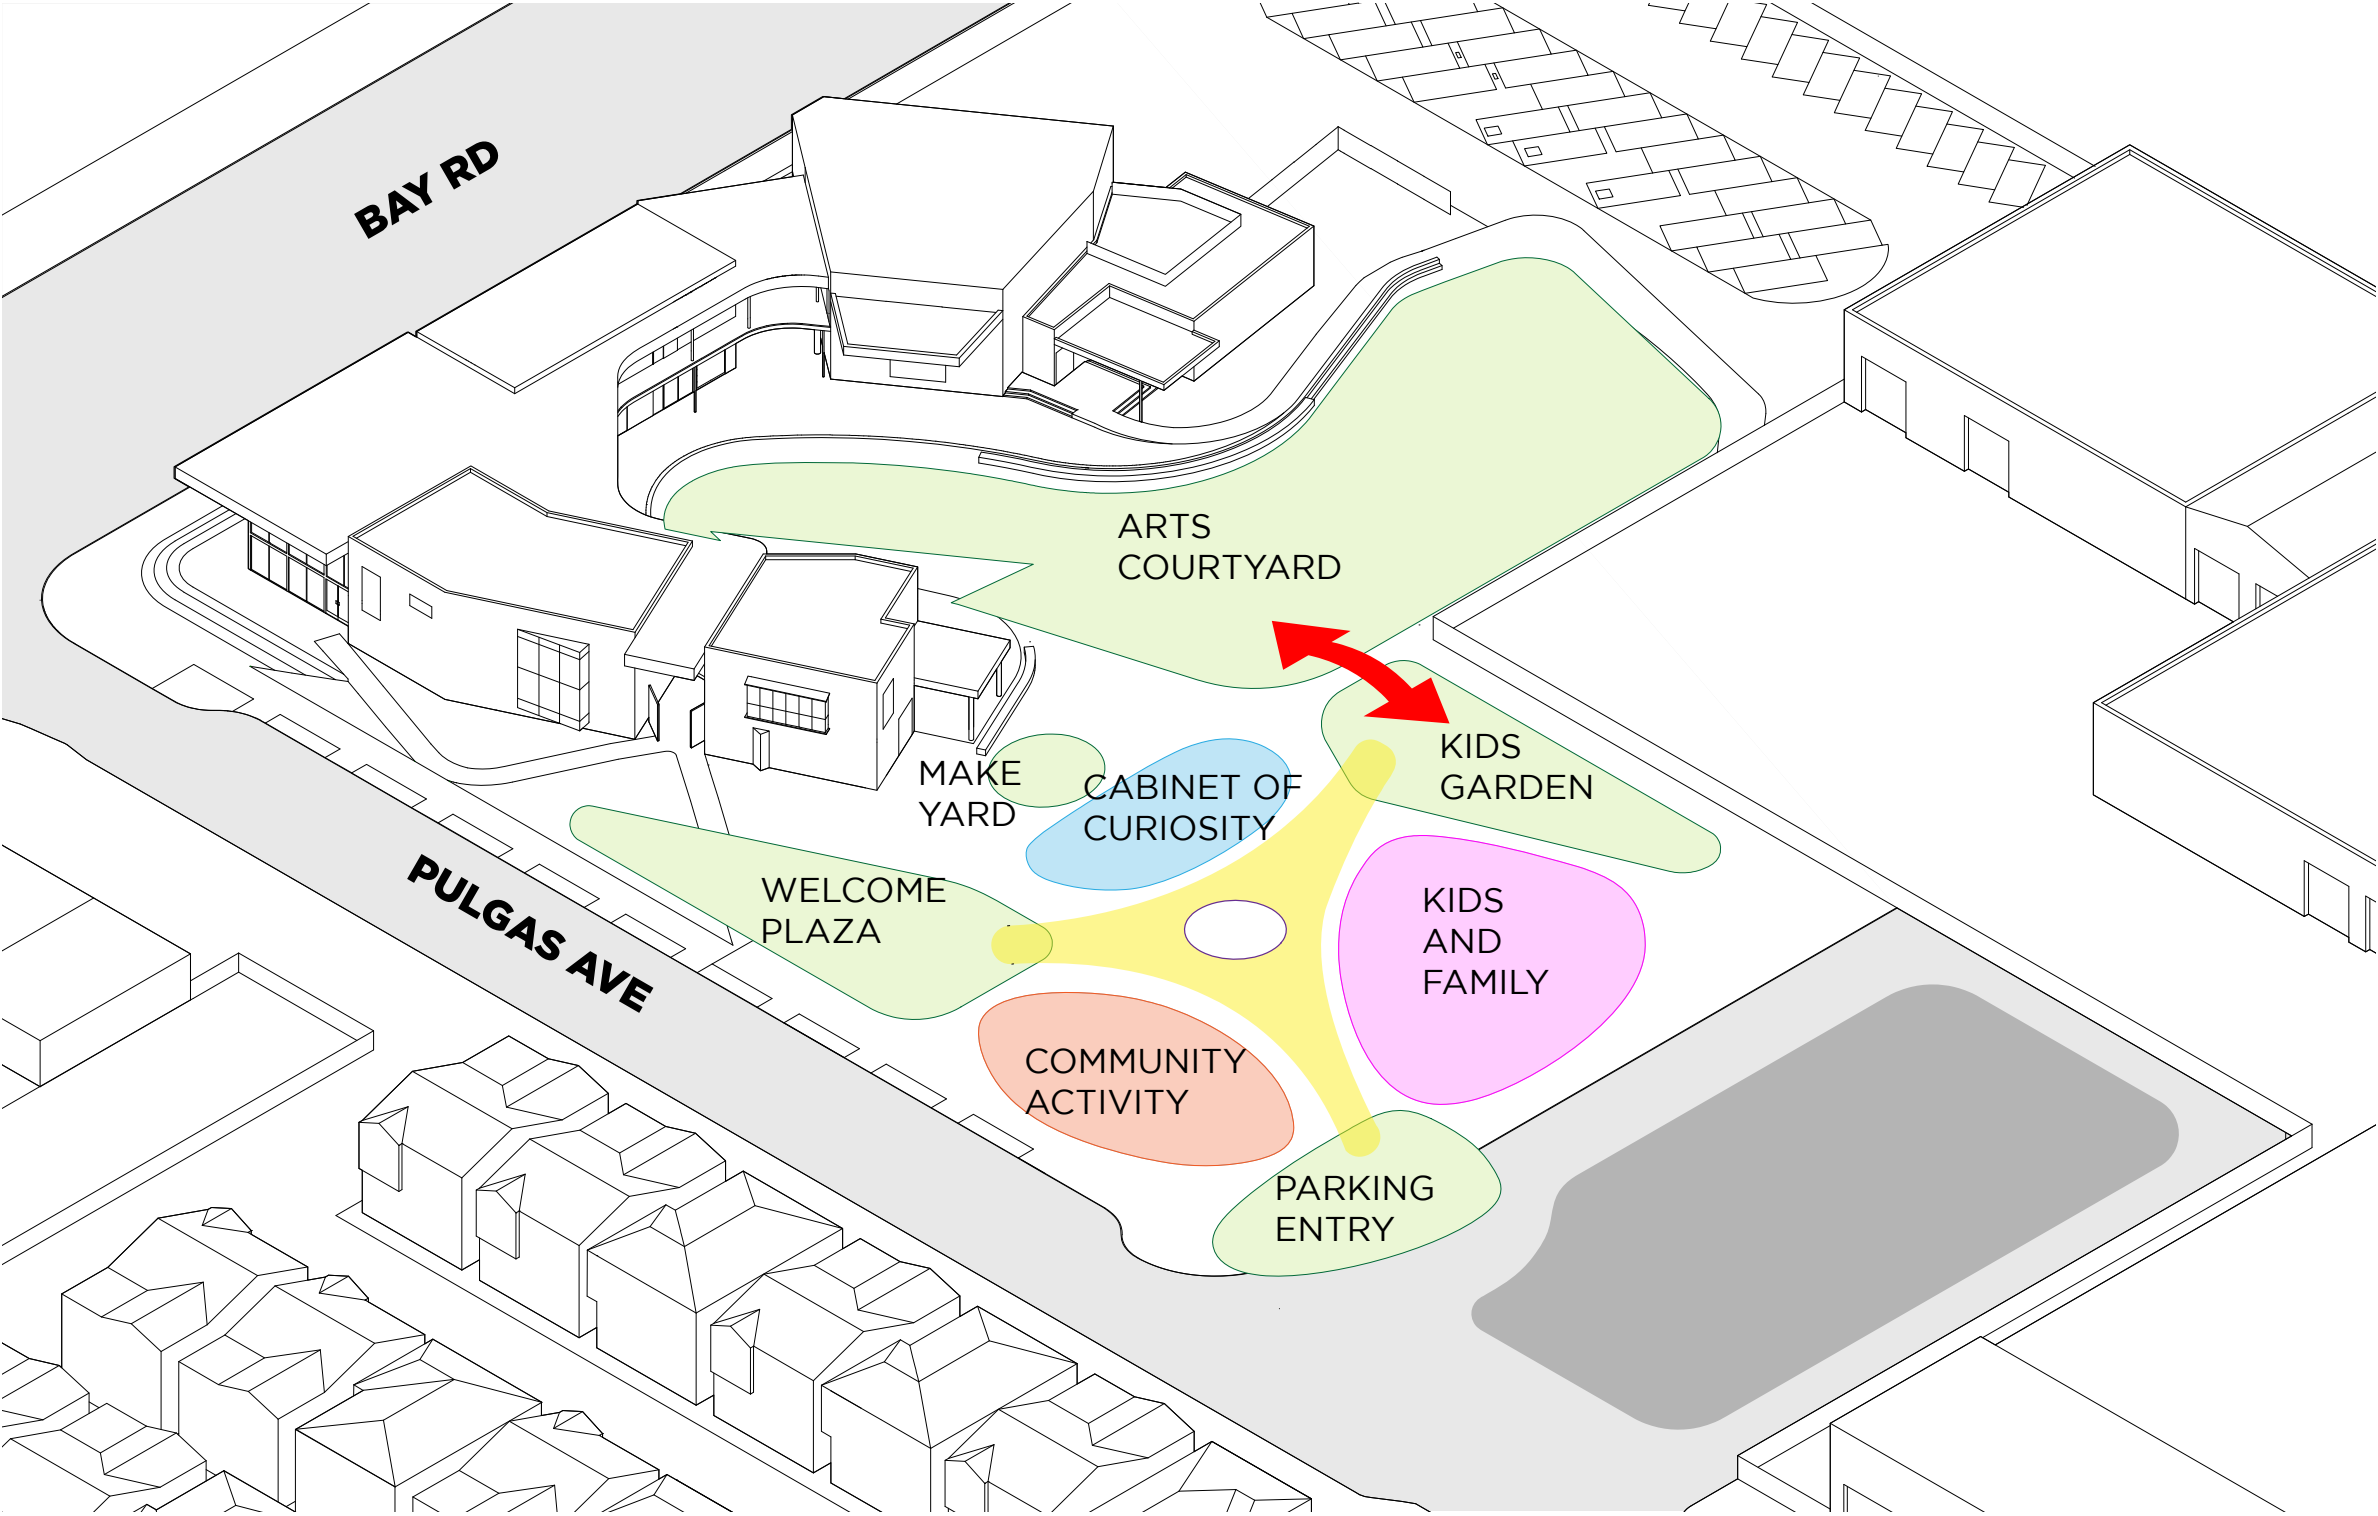 BAY RD
ARTS
COURTYARD
KIDS
GARDEN
MAKE
YARD
CABINET OF
CURIOSITY
WELCOME
PLAZA
KIDS
AND
FAMILY
PULGAS AVE
COMMUNITY
ACTIVITY
PARKING
ENTRY